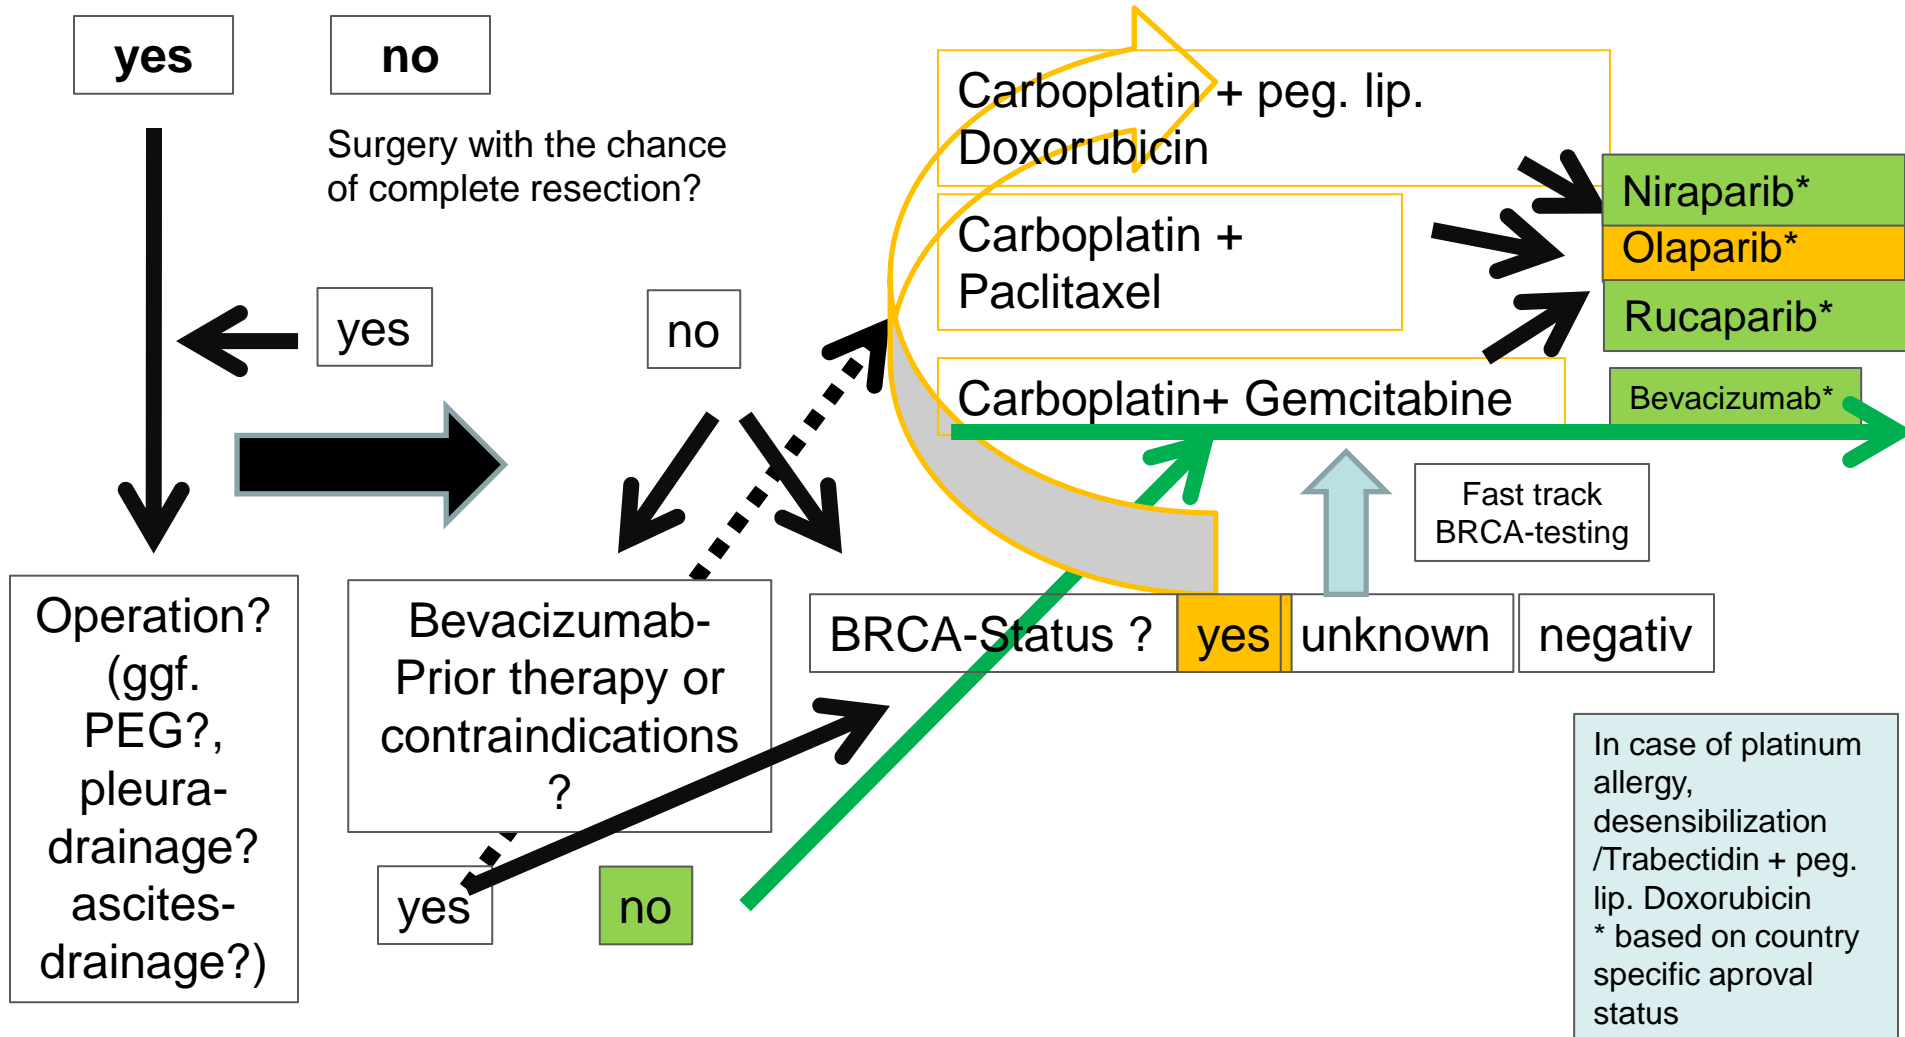 yes
no
Surgery with the chance
of complete resection?
yes
no
Carboplatin + peg. lip.
Doxorubicin
Carboplatin +
Paclitaxel
Carboplatin+ Gemcitabine
Niraparib*
Olaparib*
Rucaparib*
Bevacizumab*
Fast track
BRCA-testing
Operation?
(ggf.
PEG?,
pleura-
drainage?
ascites-
drainage?)
Bevacizumab-
Prior therapy or
contraindications
?
yes
no
BRCA-Status ?
yes
unknown
negativ
In case of platinum
allergy,
desensibilization
/Trabectidin + peg.
lip. Doxorubicin
* based on country
specific aproval
status